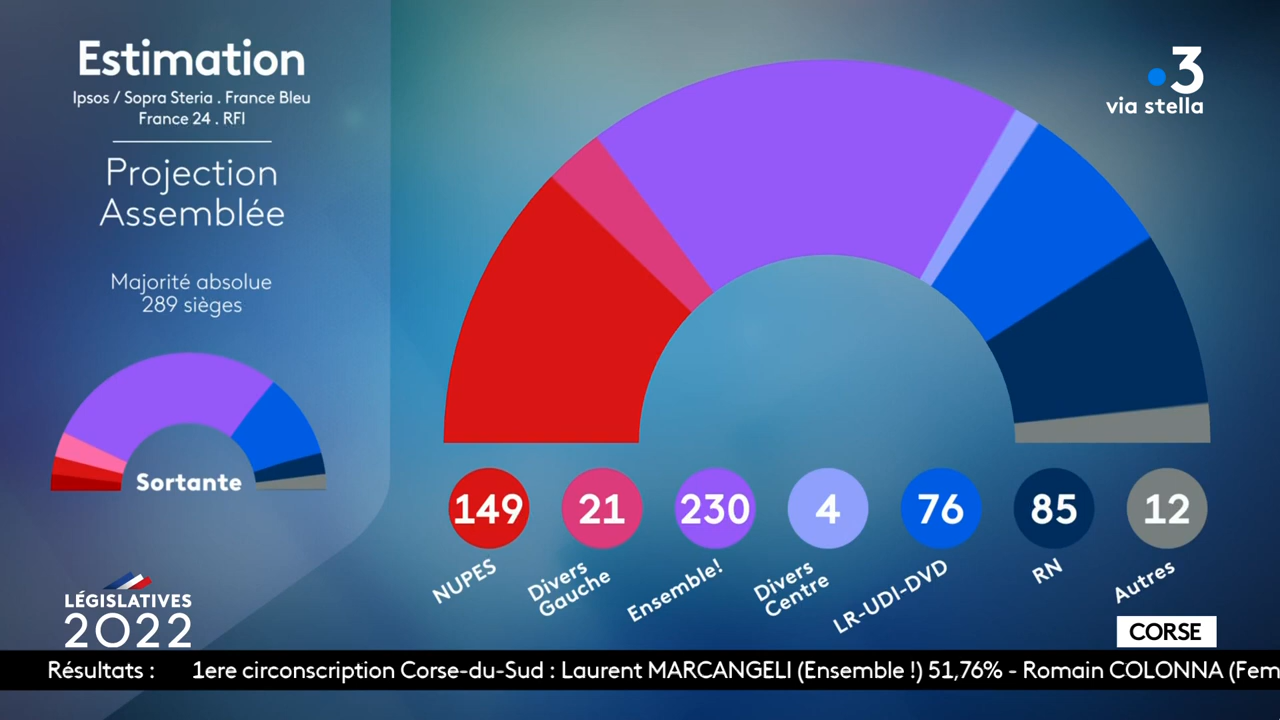 Estimation
Ipsos / Sopra Steria . France Bleu
France 24 . RFI
Projection
Assemblée
Majorité absolue
289 sièges
Sortante
LÉGISLATIVES
2022
3
via stella
149
21
230
4
76
85
12
NUPES
Divers
Gauche
Ensemble!
Divers
Centre
LR-UDI-DVD
RN
Autres
CORSE
Résultats : 1ere circonscription Corse-du-Sud : Laurent MARCANGELI (Ensemble !) 51,76% - Romain COLONNA (Fem